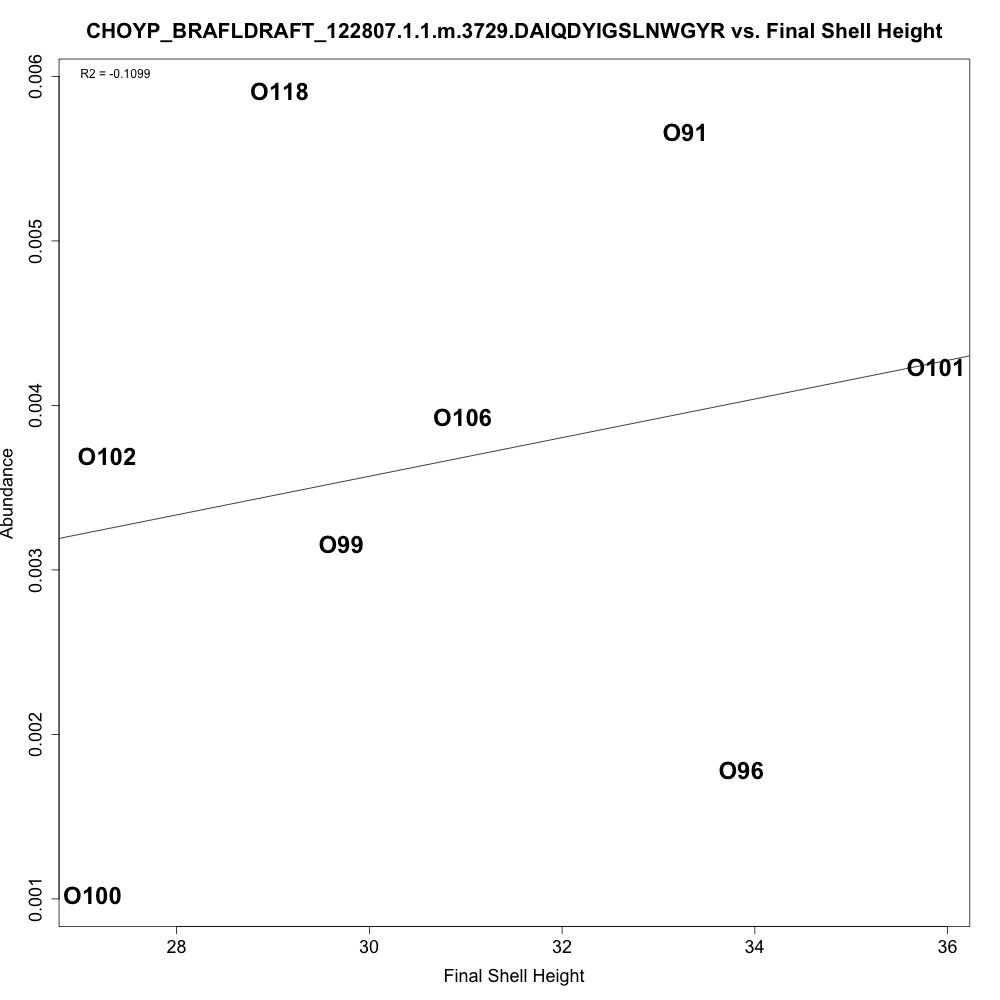 CHOYP_BRAFLDRAFT_122807.1.1.m.3729.DAIQDYIGSLNWGYR vs. Final Shell Height
R2 = -0.1099
0.006
O118
O91
0.005
O101
0.004
O106
O102
Abundance
O99
0.003
O96
0.002
O100
0.001
28
30
32
34
36
Final Shell Height